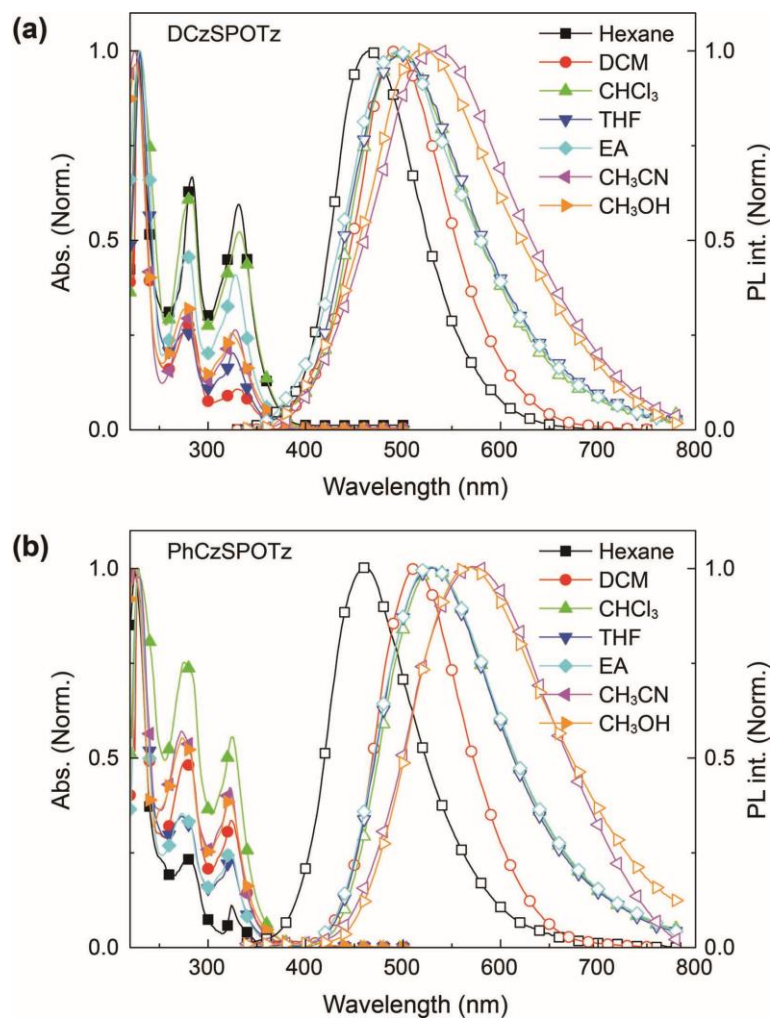 (a)
DCzSPOTz
Hexane
DCM
CHCl₃
THF
EA
CH₃CN
CH₃OH
1.0
0.5
0.0
Abs. (Norm.)
1.0
0.5
0.0
PL int. (Norm.)
300 400 500 600 700 800
Wavelength (nm)
(b)
PhCzSPOTz
Hexane
DCM
CHCl₃
THF
EA
CH₃CN
CH₃OH
1.0
0.5
0.0
Abs. (Norm.)
1.0
0.5
0.0
PL int. (Norm.)
300 400 500 600 700 800
Wavelength (nm)